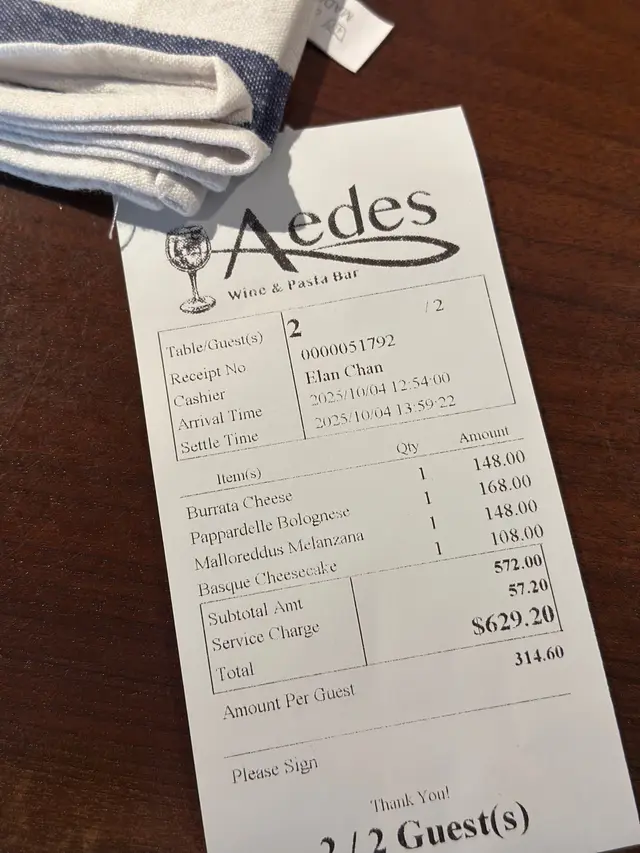 Aedes
Wine & Pasta Bar
Table/Guest(s) 2 / 2
Receipt No 0000051792
Cashier Elan Chan
Arrival Time 2025/10/04 12:54:00
Settle Time 2025/10/04 13:59:22
Item(s) Qty Amount
Burrata Cheese 1 148.00
Pappardelle Bolognese 1 168.00
Malloreddus Melanzana 1 148.00
Basque Cheesecake 1 108.00
Subtotal Amt 572.00
Service Charge 57.20
Total $629.20
Amount Per Guest 314.60
Please Sign
Thank You!
2 / 2 Guest(s)